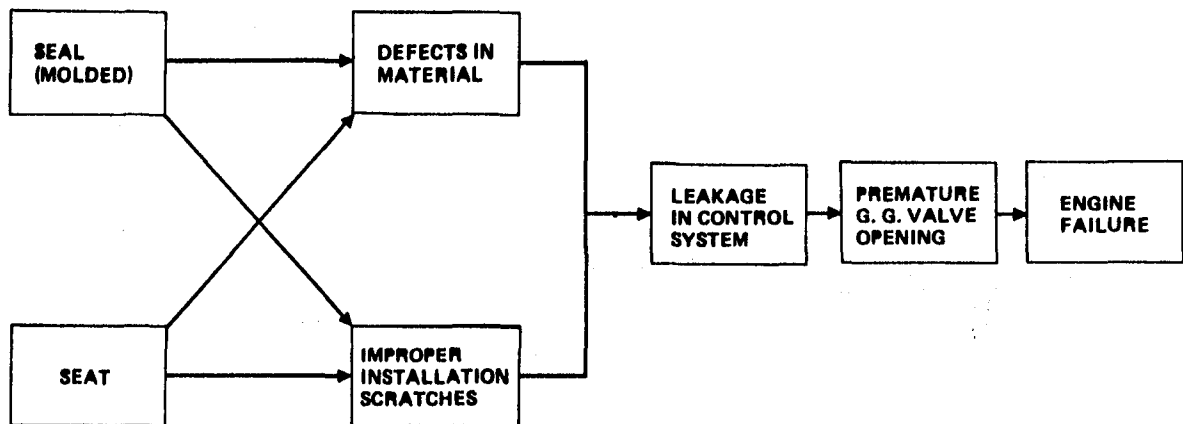 SEAL
(MOLDED)
DEFECTS IN
MATERIAL
LEAKAGE
IN CONTROL
SYSTEM
PREMATURE
G. G. VALVE
OPENING
ENGINE
FAILURE
SEAT
IMPROPER
INSTALLATION
SCRATCHES